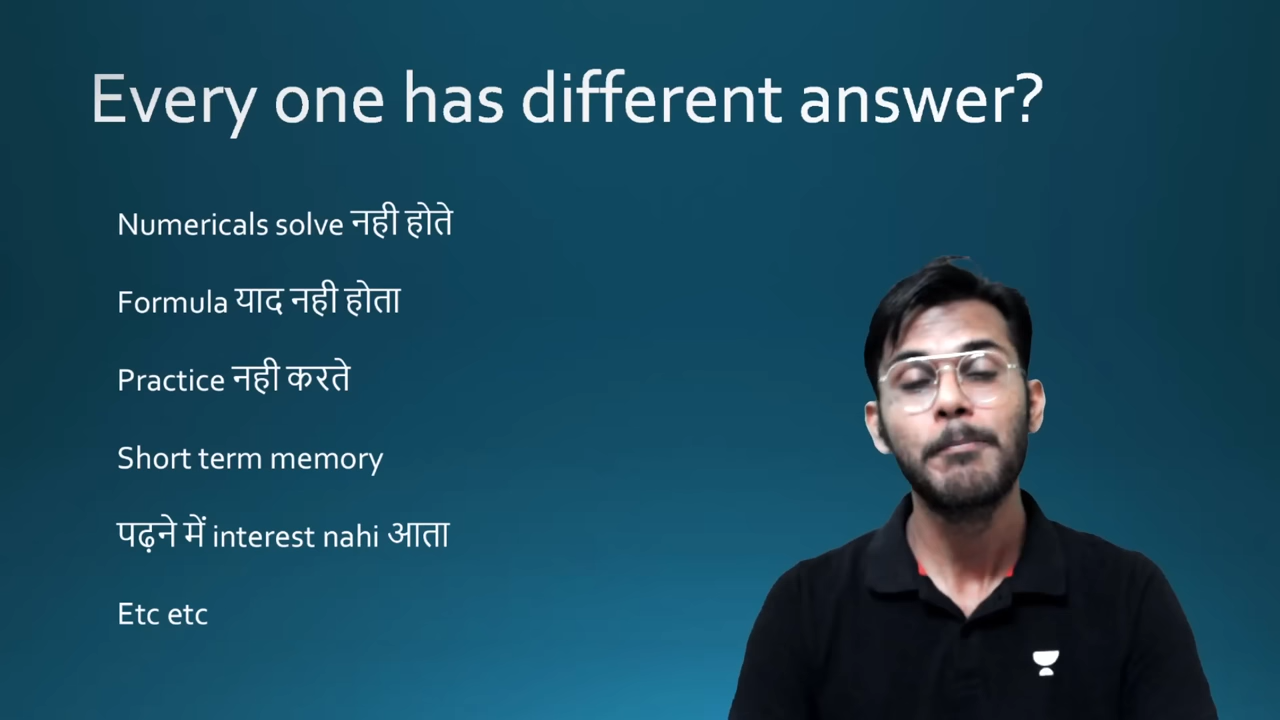 Every one has different answer?
Numericals solve नही होते
Formula याद नही होता
Practice नही करते
Short term memory
पढ़ने में interest nahi आता
Etc etc